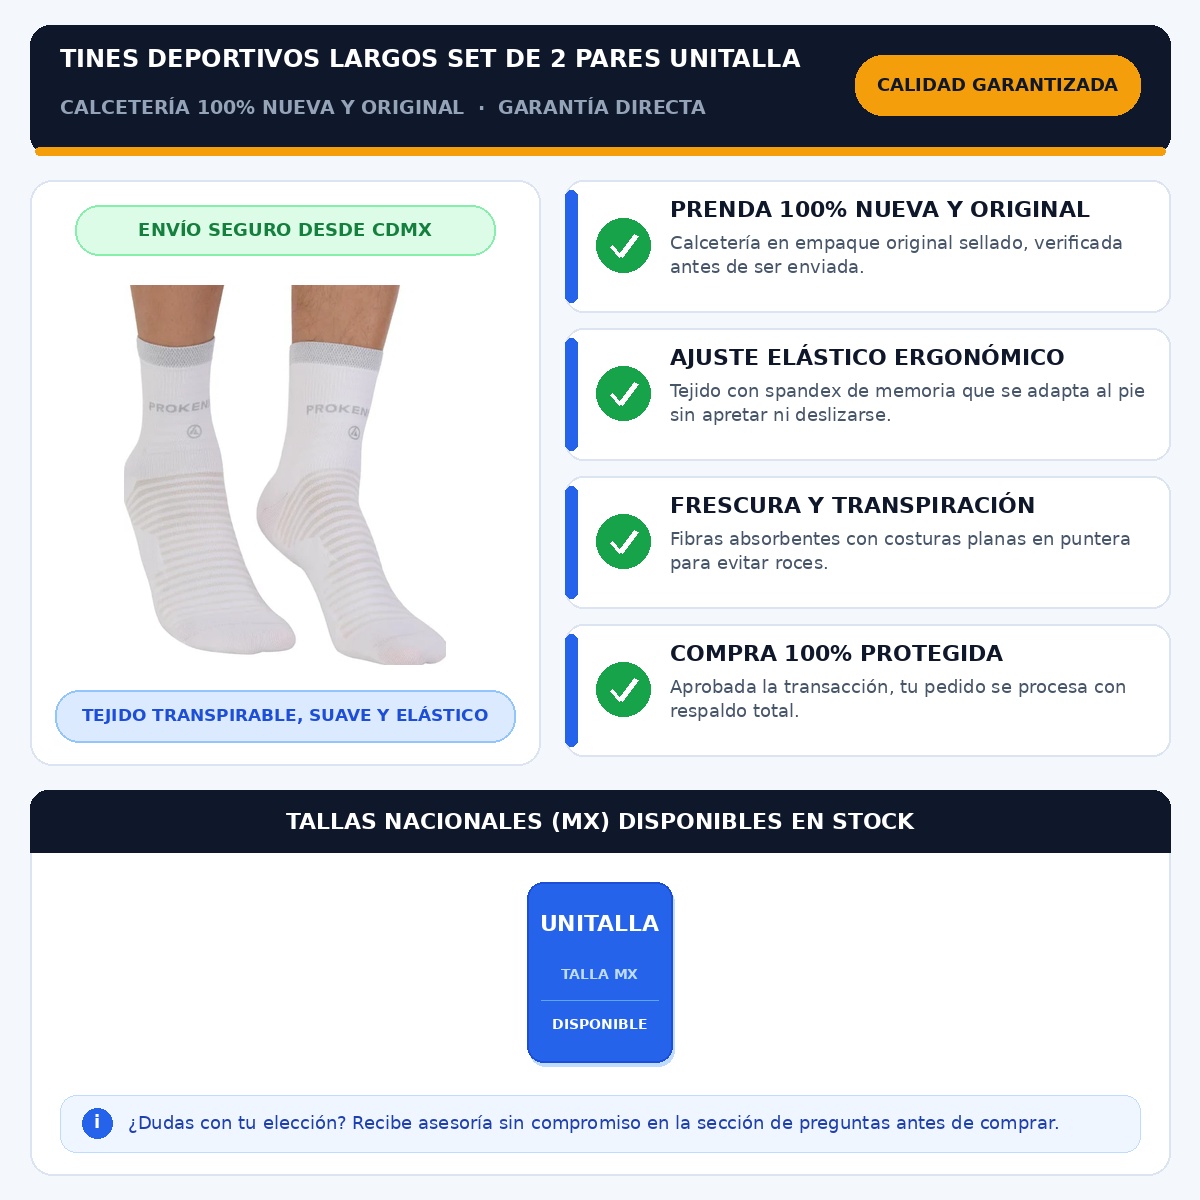 TINES DEPORTIVOS LARGOS SET DE 2 PARES UNITALLA
CALCETERÍA 100% NUEVA Y ORIGINAL · GARANTÍA DIRECTA
CALIDAD GARANTIZADA
ENVÍO SEGURO DESDE CDMX
PROKEN
PROKEN
TEJIDO TRANSPIRABLE, SUAVE Y ELÁSTICO
PRENDA 100% NUEVA Y ORIGINAL
Calcetería en empaque original sellado, verificada
antes de ser enviada.
AJUSTE ELÁSTICO ERGONÓMICO
Tejido con spandex de memoria que se adapta al pie
sin apretar ni deslizarse.
FRESCURA Y TRANSPIRACIÓN
Fibras absorbentes con costuras planas en puntera
para evitar roces.
COMPRA 100% PROTEGIDA
Aprobada la transacción, tu pedido se procesa con
respaldo total.
TALLAS NACIONALES (MX) DISPONIBLES EN STOCK
UNITALLA
TALLA MX
DISPONIBLE
i ¿Dudas con tu elección? Recibe asesoría sin compromiso en la sección de preguntas antes de comprar.